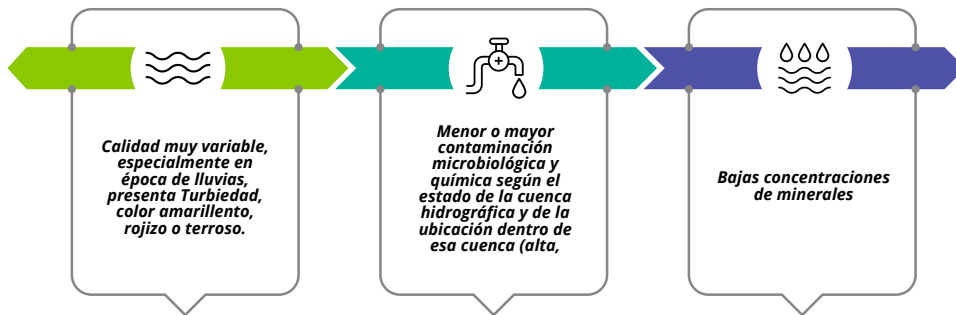 Calidad muy variable,
especialmente en
época de lluvias,
presenta Turbiedad,
color amarillento,
rojizo o terroso.
Menor o mayor
contaminación
microbiológica y
química según el
estado de la cuenca
hidrográfica y de la
ubicación dentro de
esa cuenca (alta,
Bajas concentraciones
de minerales